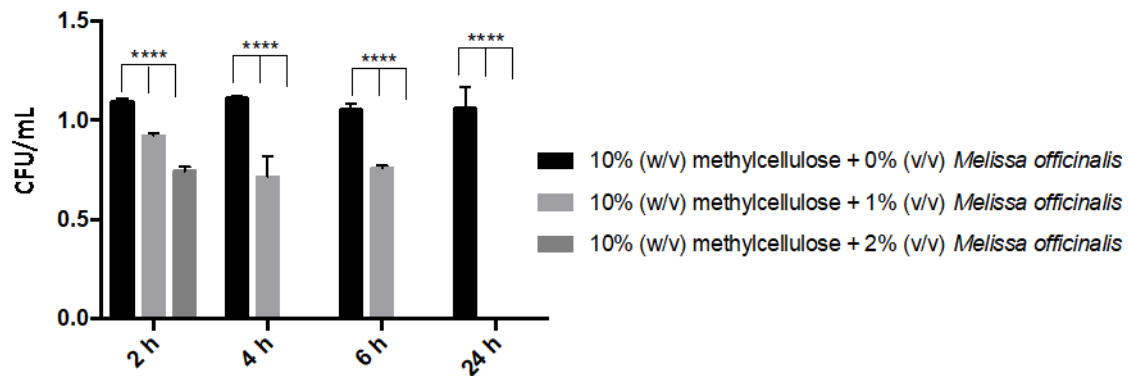 1.5
****
****
****
****
1.0
CFU/mL
10% (w/v) methylcellulose + 0% (v/v) Melissa officinalis
10% (w/v) methylcellulose + 1% (v/v) Melissa officinalis
0.5
10% (w/v) methylcellulose + 2% (v/v) Melissa officinalis
0.0
2 h
4 h
6 h
24 h